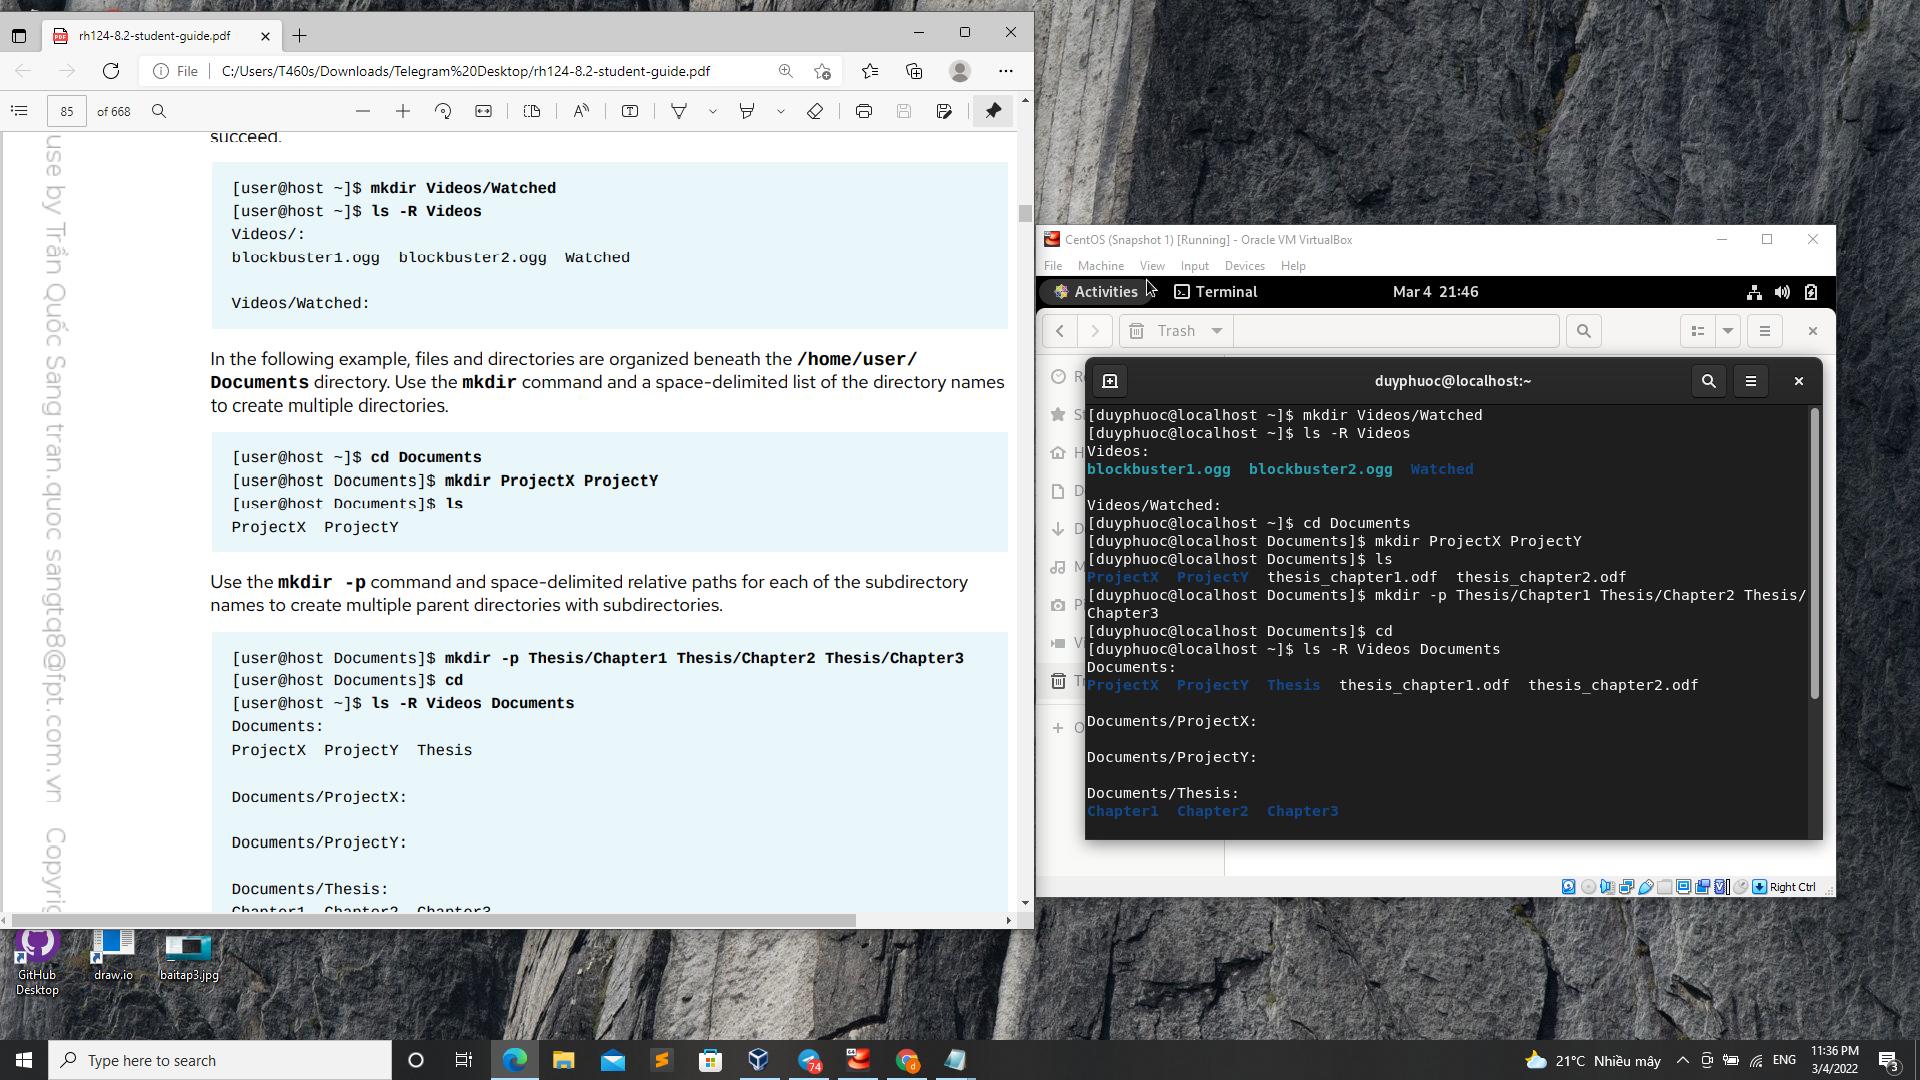 rh124-8.2-student-guide.pdf
File
C:/Users/T460s/Downloads/Telegram%20Desktop/rh124-8.2-student-guide.pdf
85
of 668
use by Trần Quốc Sang tran.quoc sangtq8@fpt.com.vn
succeed.
[user@host ~]$ mkdir Videos/Watched
[user@host ~]$ ls -R Videos
Videos/:
blockbuster1.ogg blockbuster2.ogg Watched
Videos/Watched:
In the following example, files and directories are organized beneath the /home/user/
Documents directory. Use the mkdir command and a space-delimited list of the directory names
to create multiple directories.
[user@host ~]$ cd Documents
[user@host Documents]$ mkdir ProjectX ProjectY
[user@host Documents]$ ls
ProjectX ProjectY
Use the mkdir -p command and space-delimited relative paths for each of the subdirectory
names to create multiple parent directories with subdirectories.
[user@host Documents]$ mkdir -p Thesis/Chapter1 Thesis/Chapter2 Thesis/Chapter3
[user@host Documents]$ cd
[user@host ~]$ ls -R Videos Documents
Documents:
ProjectX ProjectY Thesis
Documents/ProjectX:
Documents/ProjectY:
Documents/Thesis:
Chapter1 Chapter2 Chapter3
CentOS (Snapshot 1) [Running] - Oracle VM VirtualBox
File Machine View Input Devices Help
Activities Terminal Mar 4 21:46
Trash
duyphuoc@localhost:~
[duyphuoc@localhost ~]$ mkdir Videos/Watched
[duyphuoc@localhost ~]$ ls -R Videos
Videos:
blockbuster1.ogg blockbuster2.ogg Watched
Videos/Watched:
[duyphuoc@localhost ~]$ cd Documents
[duyphuoc@localhost Documents]$ mkdir ProjectX ProjectY
[duyphuoc@localhost Documents]$ ls
ProjectX ProjectY thesis_chapter1.odf thesis_chapter2.odf
[duyphuoc@localhost Documents]$ mkdir -p Thesis/Chapter1 Thesis/Chapter2 Thesis/
Chapter3
[duyphuoc@localhost Documents]$ cd
[duyphuoc@localhost ~]$ ls -R Videos Documents
Documents:
ProjectX ProjectY Thesis thesis_chapter1.odf thesis_chapter2.odf
Documents/ProjectX:
Documents/ProjectY:
Documents/Thesis:
Chapter1 Chapter2 Chapter3
Right Ctrl
GitHub
Desktop
draw.io
baitap3.jpg
Type here to search
74
21°C Nhiều mây
ENG
11:36 PM
3/4/2022
3